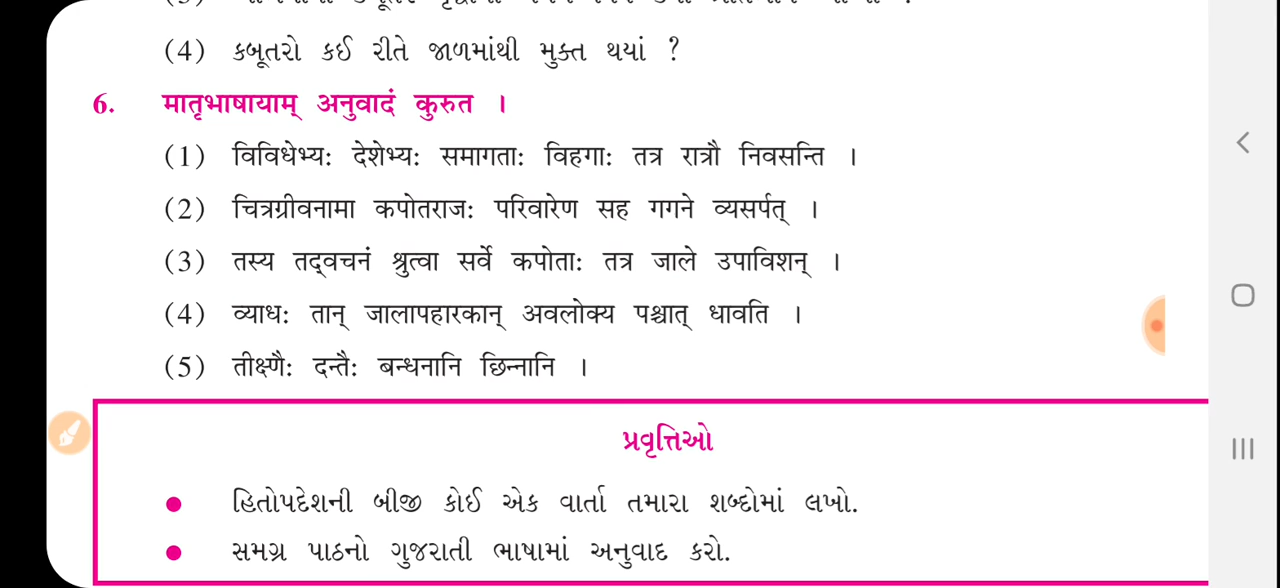 (4) કબૂતરો કઈ રીતે જાળમાંથી મુક્ત થયાં ?
6. मातृभाषायाम् अनुवादं कुरुत ।
(1) विविधेभ्यः देशेभ्यः समागताः विहगाः तत्र रात्रौ निवसन्ति ।
(2) चित्रग्रीवनामा कपोतराजः परिवारेण सह गगने व्यसर्पत् ।
(3) तस्य तद्वचनं श्रुत्वा सर्वे कपोताः तत्र जाले उपाविशन् ।
(4) व्याधः तान् जालापहारकान् अवलोक्य पश्चात् धावति ।
(5) तीक्ष्णैः दन्तैः बन्धनानि छिन्नानि ।
પ્રવૃત્તિઓ
● હિતોપદેશની બીજી કોઈ એક વાર્તા તમારા શબ્દોમાં લખો.
● સમગ્ર પાઠનો ગુજરાતી ભાષામાં અનુવાદ કરો.